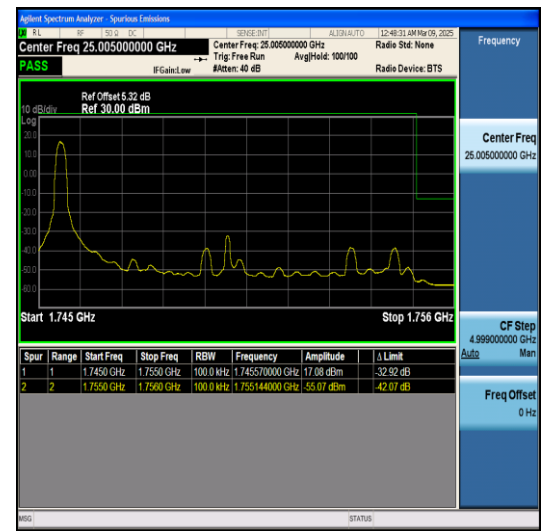 Agilent Spectrum Analyzer - Spurious Emissions
RL RF 50 Ω DC SENSE:INT ALIGNAUTO 12:48:31 AM Mar 09, 2025
Center Freq 25.005000000 GHz
Center Freq: 25.005000000 GHz
Radio Std: None
Trig: Free Run Avg|Hold: 100/100
PASS
IFGain:Low
#Atten: 40 dB
Radio Device: BTS
Frequency
Ref Offset 5.32 dB
10 dB/div Ref 30.00 dBm
Log
20.0
10.0
0.00
-10.0
-20.0
-30.0
-40.0
-50.0
-60.0
Start 1.745 GHz Stop 1.756 GHz
Center Freq
25.005000000 GHz
CF Step
4.999000000 GHz
Auto Man
Freq Offset
0 Hz
Spur Range Start Freq Stop Freq RBW Frequency Amplitude Δ Limit
1 1 1.7450 GHz 1.7550 GHz 100.0 kHz 1.745570000 GHz 17.08 dBm -32.92 dB
2 2 1.7550 GHz 1.7560 GHz 100.0 kHz 1.755144000 GHz -55.07 dBm -42.07 dB
MSG STATUS